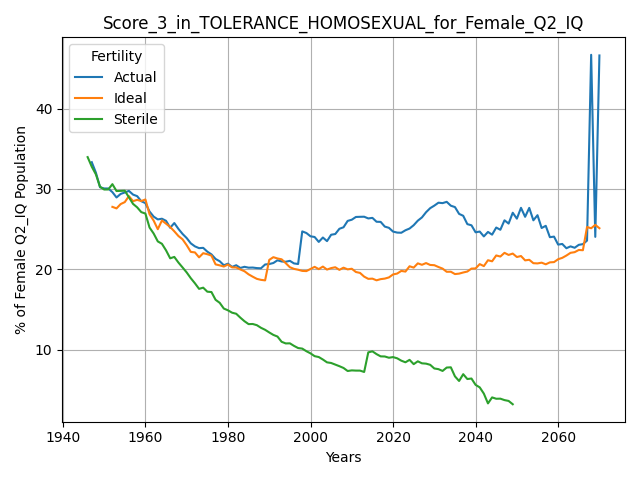 Score_3_in_TOLERANCE_HOMOSEXUAL_for_Female_Q2_IQ
Fertility
Actual
Ideal
Sterile
% of Female Q2_IQ Population
40
30
20
10
1940 1960 1980 2000 2020 2040 2060
Years